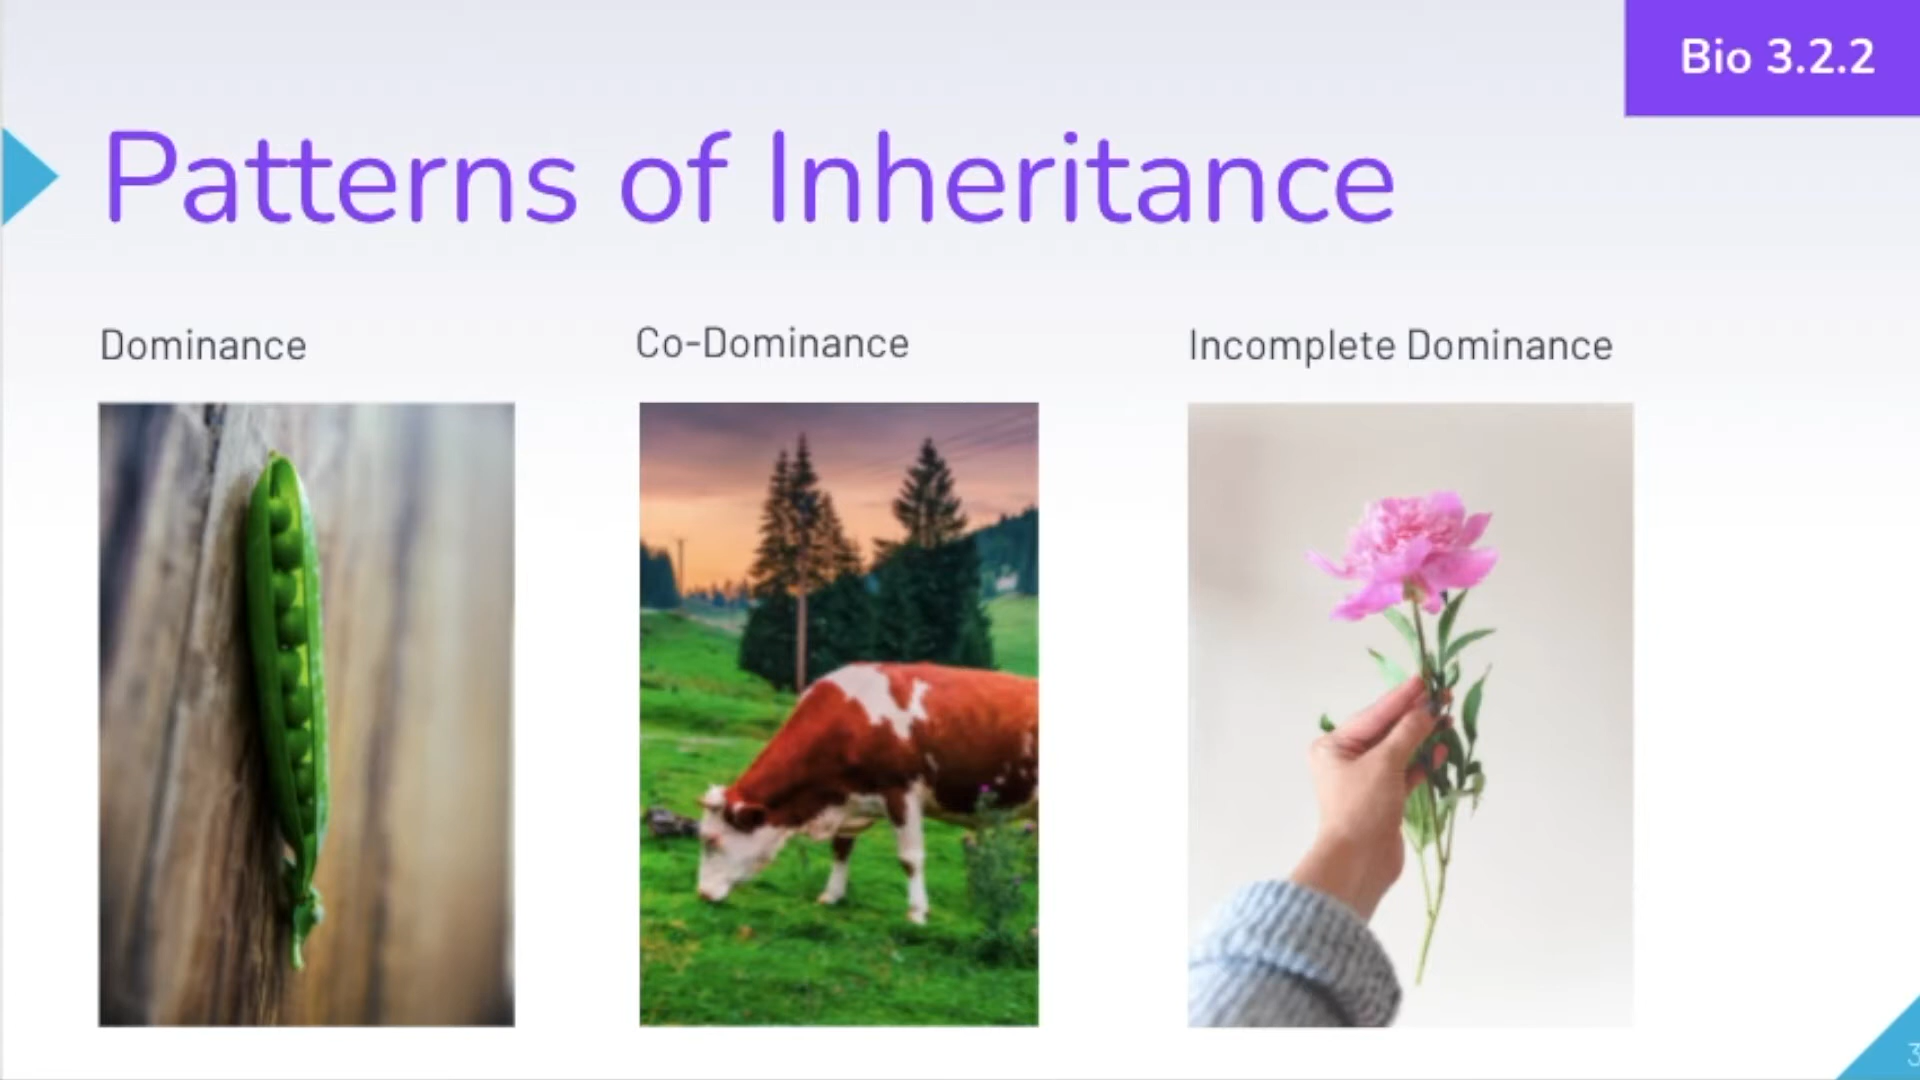 Bio 3.2.2
Patterns of Inheritance
Dominance
Co-Dominance
Incomplete Dominance